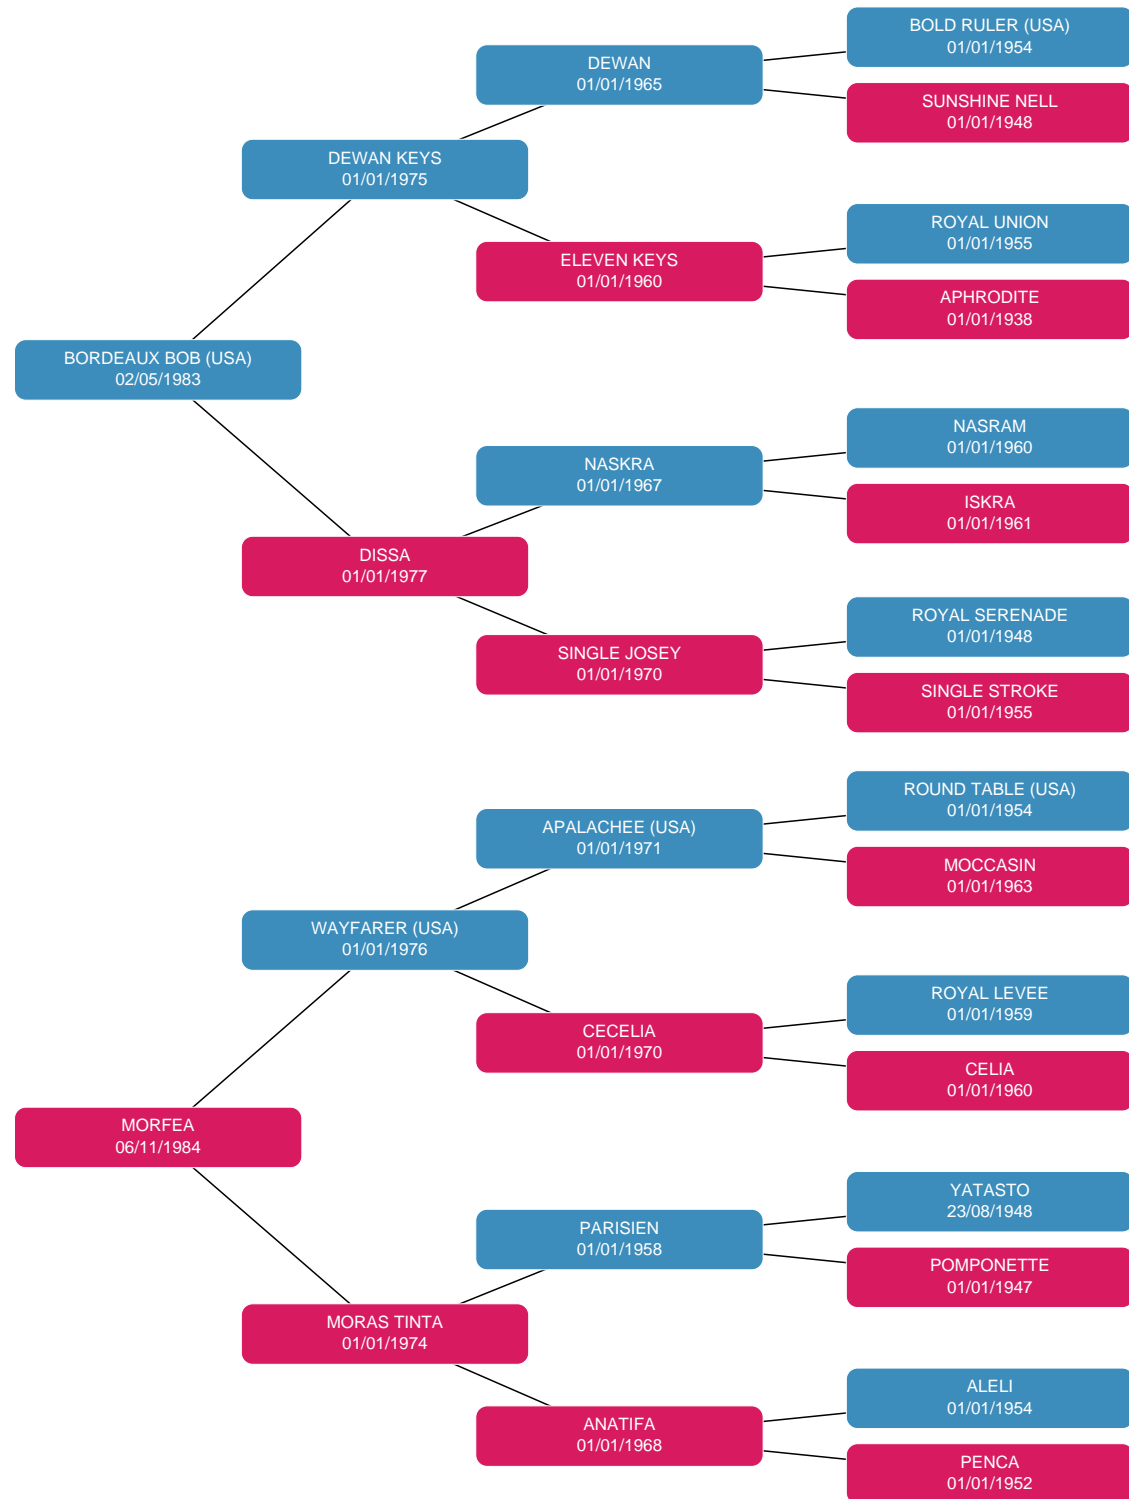 BOLD RULER (USA)
01/01/1954
DEWAN
01/01/1965
SUNSHINE NELL
01/01/1948
DEWAN KEYS
01/01/1975
ROYAL UNION
01/01/1955
ELEVEN KEYS
01/01/1960
APHRODITE
01/01/1938
BORDEAUX BOB (USA)
02/05/1983
NASRAM
01/01/1960
NASKRA
01/01/1967
ISKRA
01/01/1961
DISSA
01/01/1977
ROYAL SERENADE
01/01/1948
SINGLE JOSEY
01/01/1970
SINGLE STROKE
01/01/1955
ROUND TABLE (USA)
01/01/1954
APALACHEE (USA)
01/01/1971
MOCCASIN
01/01/1963
WAYFARER (USA)
01/01/1976
ROYAL LEVEE
01/01/1959
CECELIA
01/01/1970
CELIA
01/01/1960
MORFEA
06/11/1984
YATASTO
23/08/1948
PARISIEN
01/01/1958
POMPONETTE
01/01/1947
MORAS TINTA
01/01/1974
ALELI
01/01/1954
ANATIFA
01/01/1968
PENCA
01/01/1952